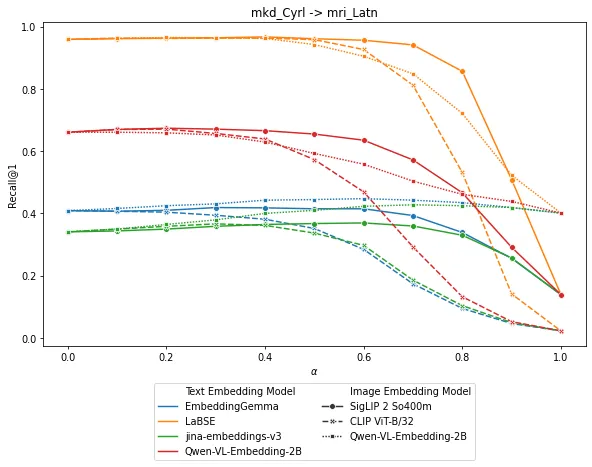 mkd_Cyrl -> mri_Latn
Recall@1
1.0
0.8
0.6
0.4
0.2
0.0
0.0 0.2 0.4 0.6 0.8 1.0
α
Text Embedding Model
EmbeddingGemma
LaBSE
jina-embeddings-v3
Qwen-VL-Embedding-2B
Image Embedding Model
SigLIP 2 So400m
CLIP ViT-B/32
Qwen-VL-Embedding-2B